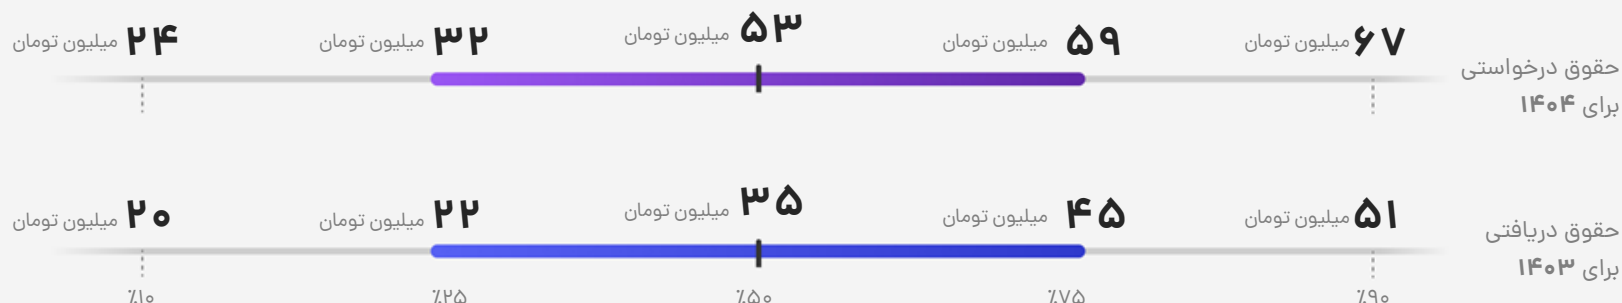 ۲۴ میلیون تومان
۳۲ میلیون تومان
۵۳ میلیون تومان
۵۹ میلیون تومان
۶۷ میلیون تومان
حقوق درخواستی
برای ۱۴۰۴
۲۰ میلیون تومان
۲۲ میلیون تومان
۳۵ میلیون تومان
۴۵ میلیون تومان
۵۱ میلیون تومان
حقوق دریافتی
برای ۱۴۰۳
٪۱۰
٪۲۵
٪۵۰
٪۷۵
٪۹۰